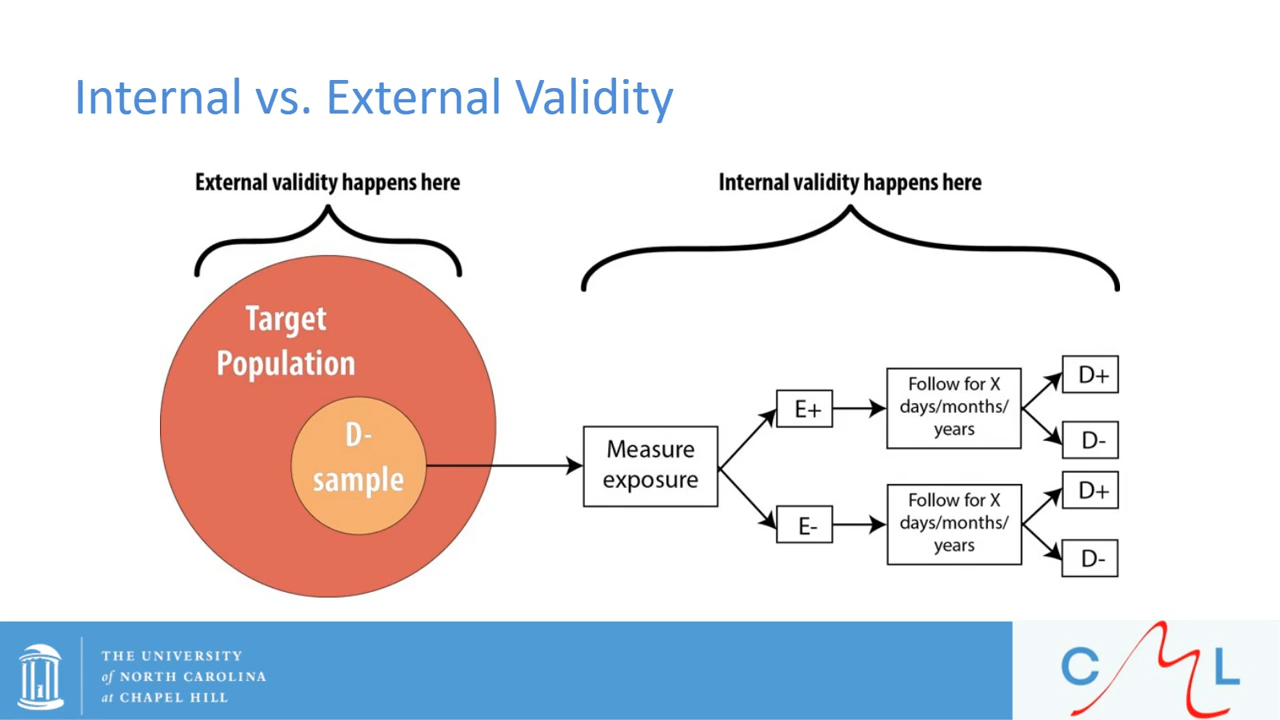 Internal vs. External Validity
External validity happens here
Internal validity happens here
Target
Population
D-
sample
Measure
exposure
E+
E-
Follow for X
days/months/
years
Follow for X
days/months/
years
D+
D-
D+
D-
THE UNIVERSITY
of NORTH CAROLINA
at CHAPEL HILL
CML